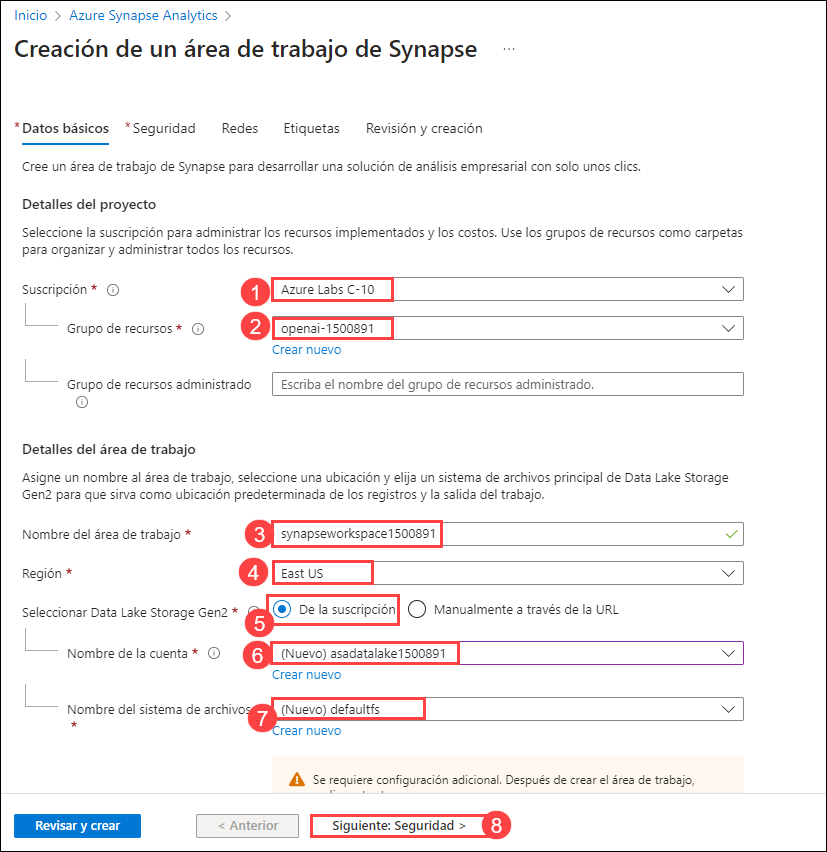 Inicio > Azure Synapse Analytics >
Creación de un área de trabajo de Synapse ...
* Datos básicos * Seguridad Redes Etiquetas Revisión y creación
Cree un área de trabajo de Synapse para desarrollar una solución de análisis empresarial con solo unos clics.
Detalles del proyecto
Seleccione la suscripción para administrar los recursos implementados y los costos. Use los grupos de recursos como carpetas
para organizar y administrar todos los recursos.
Suscripción * 1 Azure Labs C-10
Grupo de recursos * 2 openai-1500891
Crear nuevo
Grupo de recursos administrado Escriba el nombre del grupo de recursos administrado.
Detalles del área de trabajo
Asigne un nombre al área de trabajo, seleccione una ubicación y elija un sistema de archivos principal de Data Lake Storage
Gen2 para que sirva como ubicación predeterminada de los registros y la salida del trabajo.
Nombre del área de trabajo * 3 synapseworkspace1500891
Región * 4 East US
Seleccionar Data Lake Storage Gen2 * 5 De la suscripción Manualmente a través de la URL
Nombre de la cuenta * 6 (Nuevo) asadatalake1500891
Crear nuevo
Nombre del sistema de archivos * 7 (Nuevo) defaultfs
Crear nuevo
Se requiere configuración adicional. Después de crear el área de trabajo,
Revisar y crear < Anterior Siguiente: Seguridad > 8